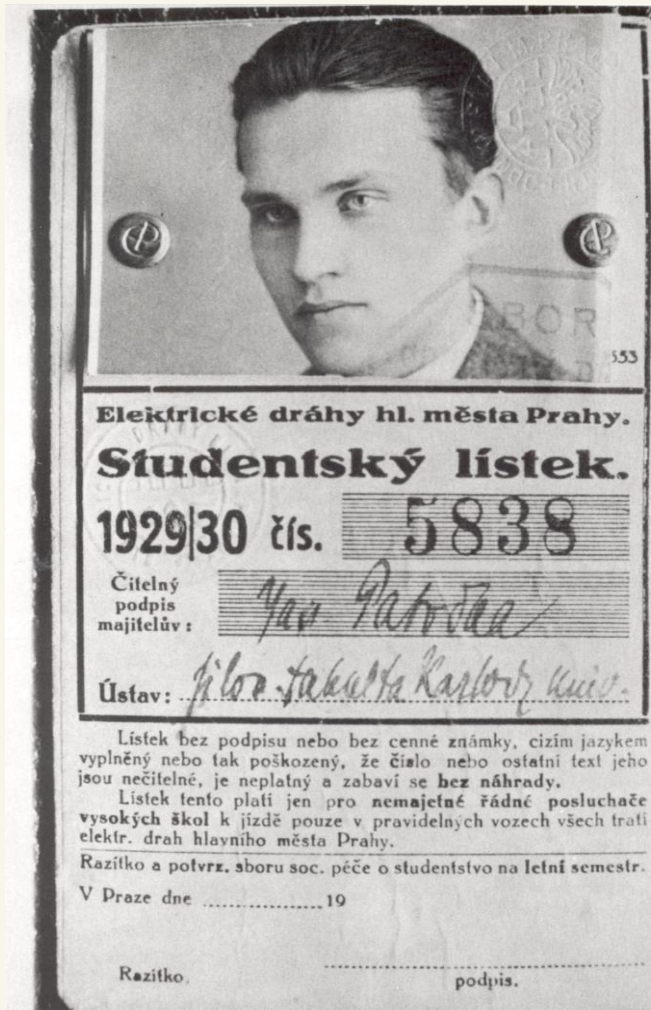 BOR
553
Elektrické dráhy hl. města Prahy.
Studentský lístek.
1929|30 čís. 5838
Čitelný
podpis
majitelův: Jan Patočka
Ústav: filos. fakulta Karlovy univ.
Lístek bez podpisu nebo bez cenné známky, cizím jazykem
vyplněný nebo tak poškozený, že číslo nebo ostatní text jeho
jsou nečitelné, je neplatný a zabaví se bez náhrady.
Lístek tento platí jen pro nemajetné řádné posluchače
vysokých škol k jízdě pouze v pravidelných vozech všech tratí
elektr. drah hlavního města Prahy.
Razítko a potvrz. sboru soc. péče o studentstvo na letní semestr.
V Praze dne ..................... 19
Razítko.
podpis.